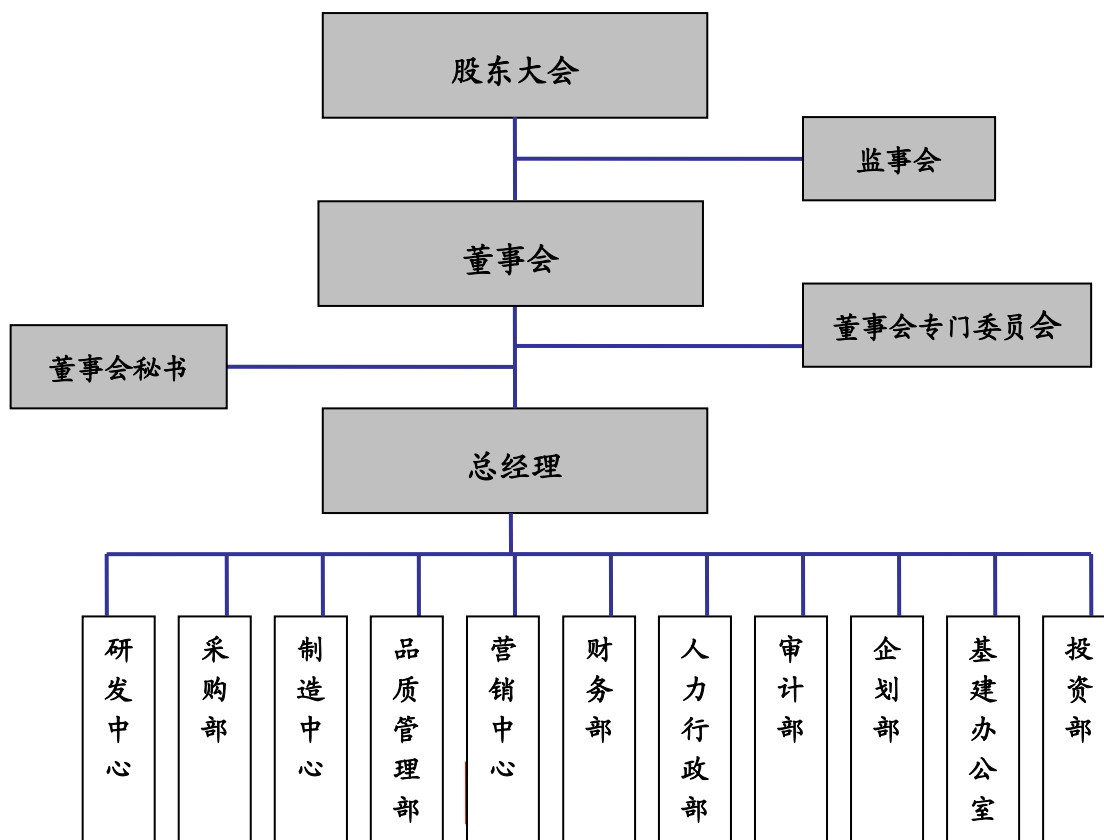 股东大会
监事会
董事会
董事会专门委员会
董事会秘书
总经理
研发中心
采购部
制造中心
品质管理部
营销中心
财务部
人力行政部
审计部
企划部
基建办公室
投资部